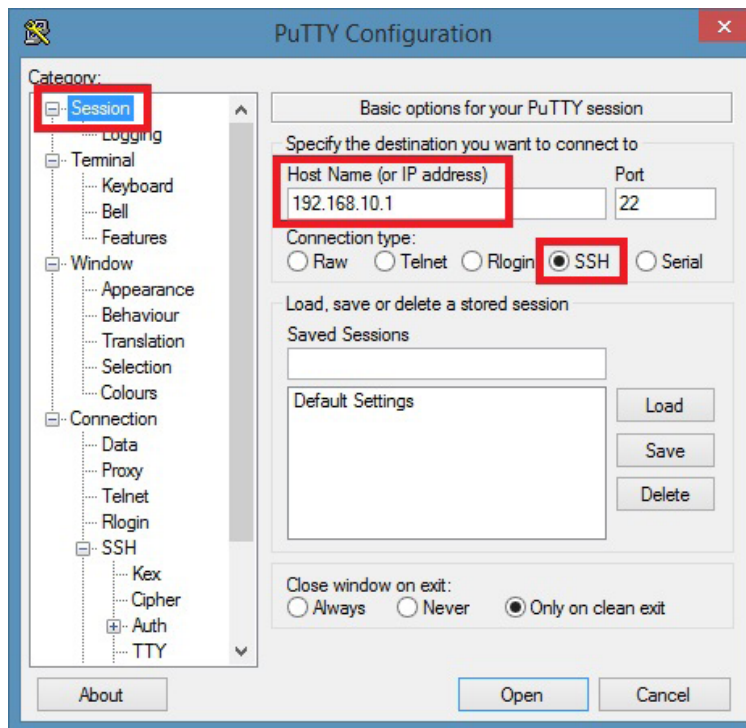 PuTTY Configuration
Category:
Session
Logging
Terminal
Keyboard
Bell
Features
Window
Appearance
Behaviour
Translation
Selection
Colours
Connection
Data
Proxy
Telnet
Rlogin
SSH
Kex
Cipher
Auth
TTY
Basic options for your PuTTY session
Specify the destination you want to connect to
Host Name (or IP address) Port
192.168.10.1 22
Connection type:
Raw Telnet Rlogin SSH Serial
Load, save or delete a stored session
Saved Sessions
Default Settings
Load
Save
Delete
Close window on exit:
Always Never Only on clean exit
About Open Cancel